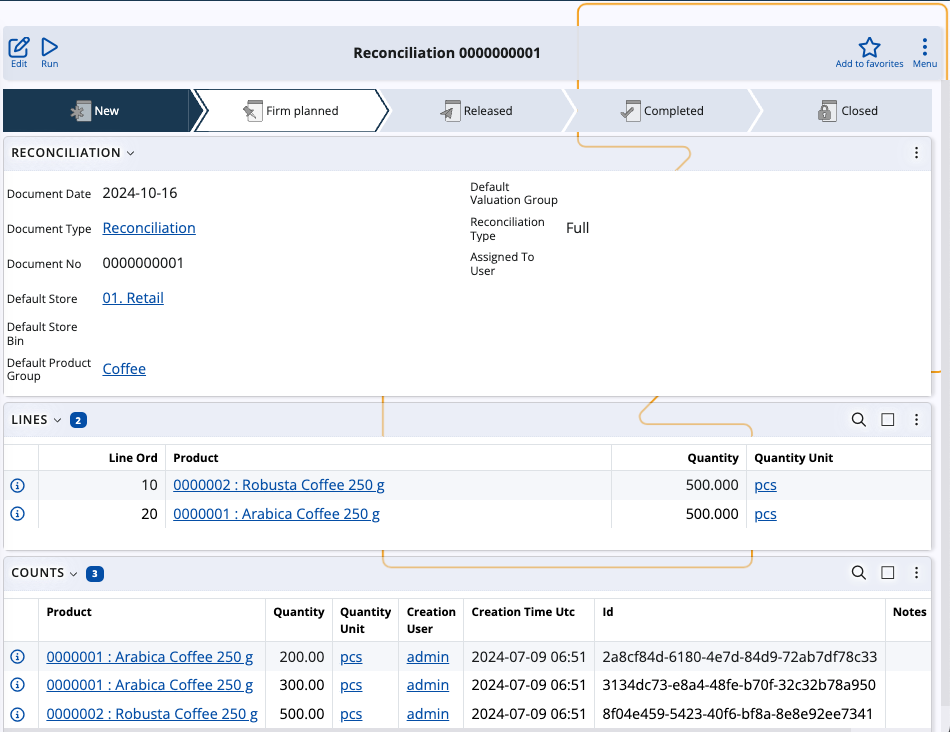 Edit
Run
Reconciliation 0000000001
Add to favorites
Menu
New
Firm planned
Released
Completed
Closed
RECONCILIATION
Document Date 2024-10-16
Document Type Reconciliation
Document No 0000000001
Default Store 01. Retail
Default Store
Bin
Default Product
Group
Coffee
Default
Valuation Group
Reconciliation
Type
Full
Assigned To
User
LINES 2
Line Ord Product Quantity Quantity Unit
10 0000002 : Robusta Coffee 250 g 500.000 pcs
20 0000001 : Arabica Coffee 250 g 500.000 pcs
COUNTS 3
Product Quantity Quantity Unit Creation User Creation Time Utc Id Notes
0000001 : Arabica Coffee 250 g 200.00 pcs admin 2024-07-09 06:51 2a8cf84d-6180-4e7d-84d9-72ab7df78c33
0000001 : Arabica Coffee 250 g 300.00 pcs admin 2024-07-09 06:51 3134dc73-e8a4-48fe-b70f-32c32b78a950
0000002 : Robusta Coffee 250 g 500.00 pcs admin 2024-07-09 06:51 8f04e459-5423-40f6-bf8a-8e8e92ee7341